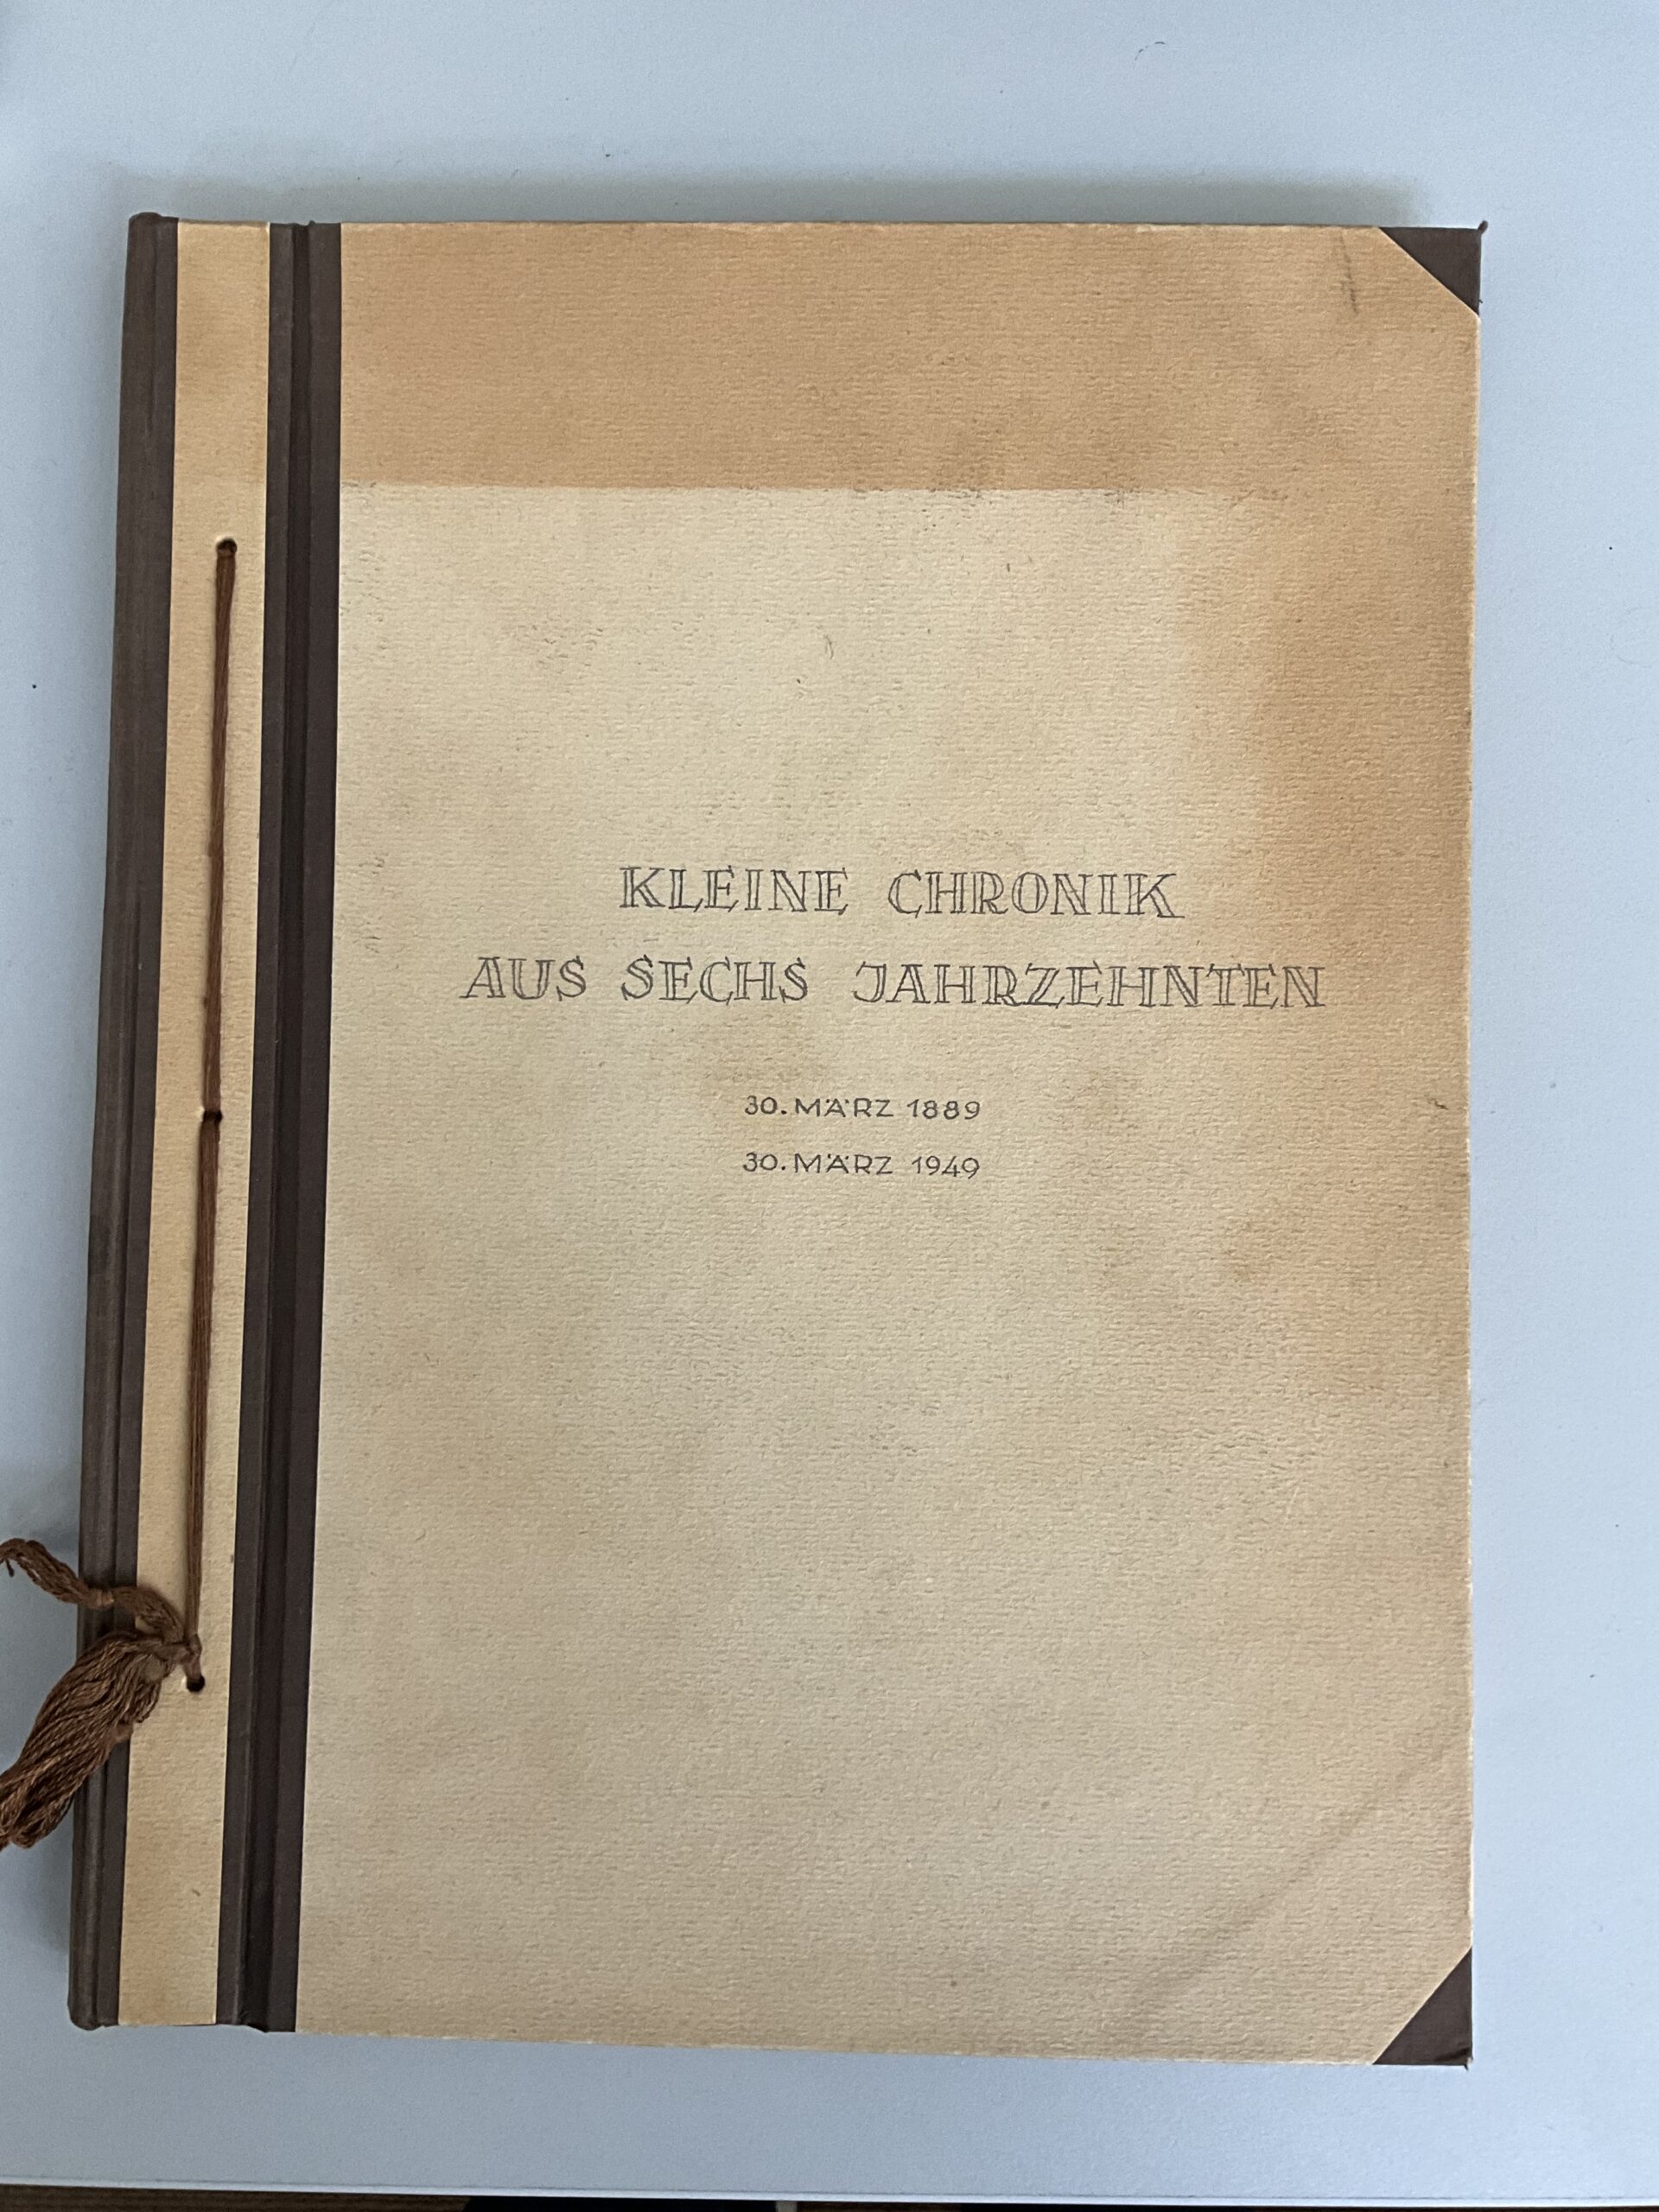 KLEINE CHRONIK
AUS SECHS JAHRZEHNTEN
30. MÄRZ 1889
30. MÄRZ 1949